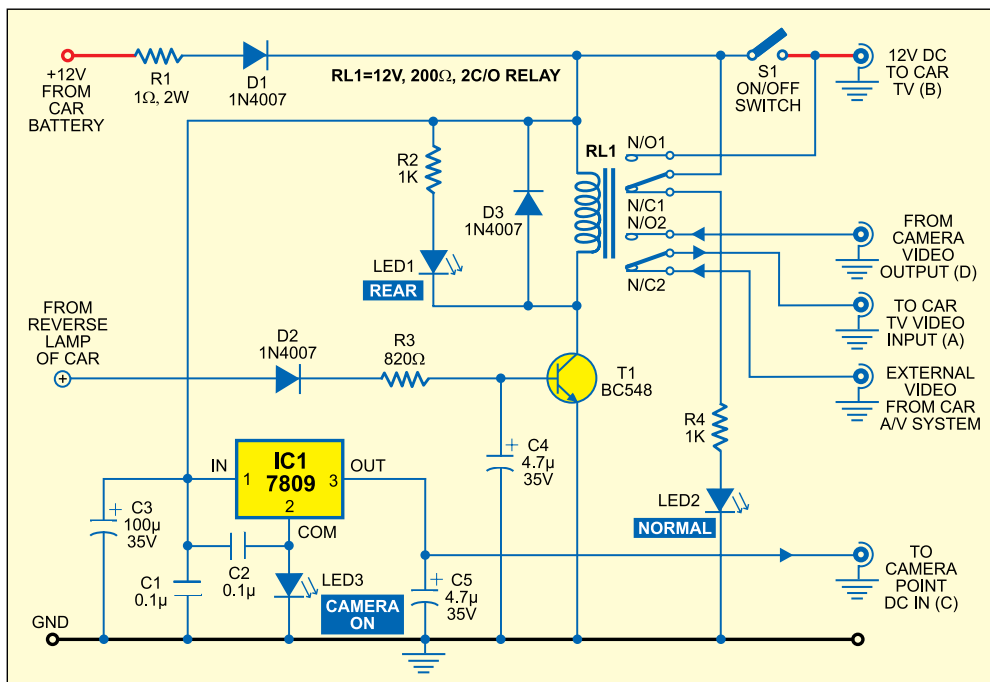 +12V
FROM
CAR
BATTERY
R1
1Ω, 2W
D1
1N4007
RL1=12V, 200Ω, 2C/O RELAY
S1
ON/OFF
SWITCH
12V DC
TO CAR
TV (B)
R2
1K
D3
1N4007
LED1
REAR
RL1
N/O1
N/C1
N/O2
N/C2
FROM
CAMERA
VIDEO
OUTPUT (D)
TO CAR
TV VIDEO
INPUT (A)
EXTERNAL
VIDEO
FROM CAR
A/V SYSTEM
FROM
REVERSE
LAMP
OF CAR
+
D2
1N4007
R3
820Ω
T1
BC548
C4
4.7µ
35V
+
R4
1K
LED2
NORMAL
IN
1
IC1
7809
3
OUT
2
COM
+
C3
100µ
35V
C1
0.1µ
C2
0.1µ
LED3
CAMERA
ON
+
C5
4.7µ
35V
TO
CAMERA
POINT
DC IN (C)
GND